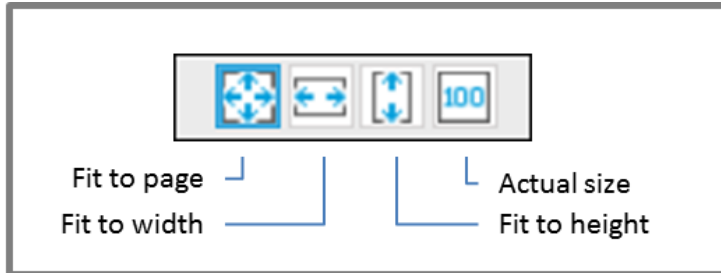 100
Fit to page
Actual size
Fit to width
Fit to height